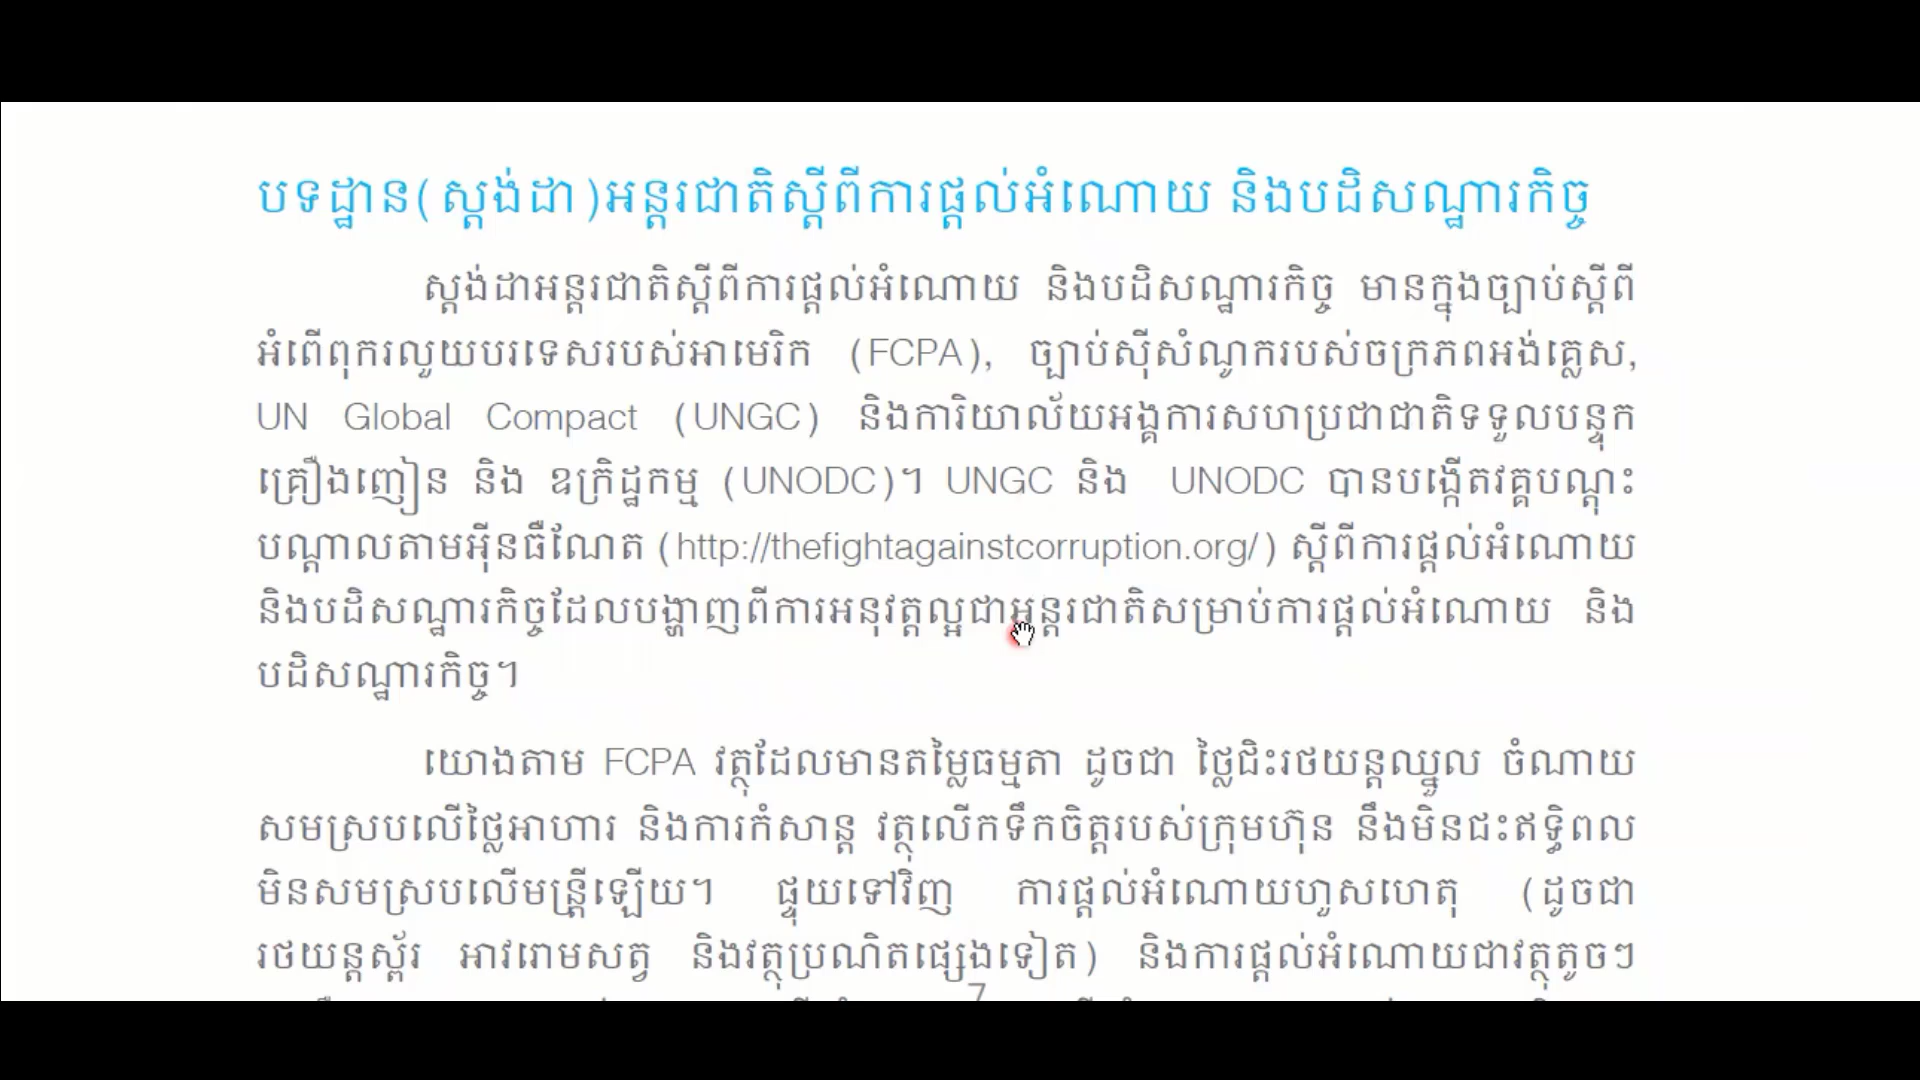 បទដ្ឋាន(ស្តង់ដា)អន្តរជាតិស្តីពីការផ្តល់អំណោយ និងបដិសណ្ឋារកិច្ច
ស្តង់ដាអន្តរជាតិស្តីពីការផ្តល់អំណោយ និងបដិសណ្ឋារកិច្ច មានក្នុងច្បាប់ស្តីពី
អំពើពុករលួយបរទេសរបស់អាមេរិក (FCPA), ច្បាប់ស៊ីសំណូករបស់ចក្រភពអង់គ្លេស,
UN Global Compact (UNGC) និងការិយាល័យអង្គការសហប្រជាជាតិទទួលបន្ទុក
គ្រឿងញៀន និង ឧក្រិដ្ឋកម្ម (UNODC)។ UNGC និង UNODC បានបង្កើតវគ្គបណ្តុះ
បណ្តាលតាមអ៊ីនធឺណែត (http://thefightagainstcorruption.org/) ស្តីពីការផ្តល់អំណោយ
និងបដិសណ្ឋារកិច្ចដែលបង្ហាញពីការអនុវត្តល្អជាអន្តរជាតិសម្រាប់ការផ្តល់អំណោយ និង
បដិសណ្ឋារកិច្ច។
យោងតាម FCPA វត្ថុដែលមានតម្លៃធម្មតា ដូចជា ថ្លៃជិះរថយន្តឈ្នួល ចំណាយ
សមស្របលើថ្លៃអាហារ និងការកំសាន្ត វត្ថុលើកទឹកចិត្តរបស់ក្រុមហ៊ុន នឹងមិនជះឥទ្ធិពល
មិនសមស្របលើមន្ត្រីឡើយ។ ផ្ទុយទៅវិញ ការផ្តល់អំណោយហួសហេតុ (ដូចជា
រថយន្តស្ព័រ អាវរោមសត្វ និងវត្ថុប្រណិតផ្សេងទៀត) និងការផ្តល់អំណោយជាវត្ថុតូចៗ
7